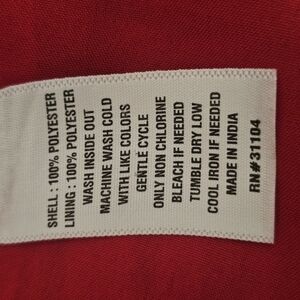 SHELL : 100% POLYESTER
LINING : 100% POLYESTER
WASH INSIDE OUT
MACHINE WASH COLD
WITH LIKE COLORS
GENTLE CYCLE
ONLY NON CHLORINE
BLEACH IF NEEDED
TUMBLE DRY LOW
COOL IRON IF NEEDED
MADE IN INDIA
RN#31104